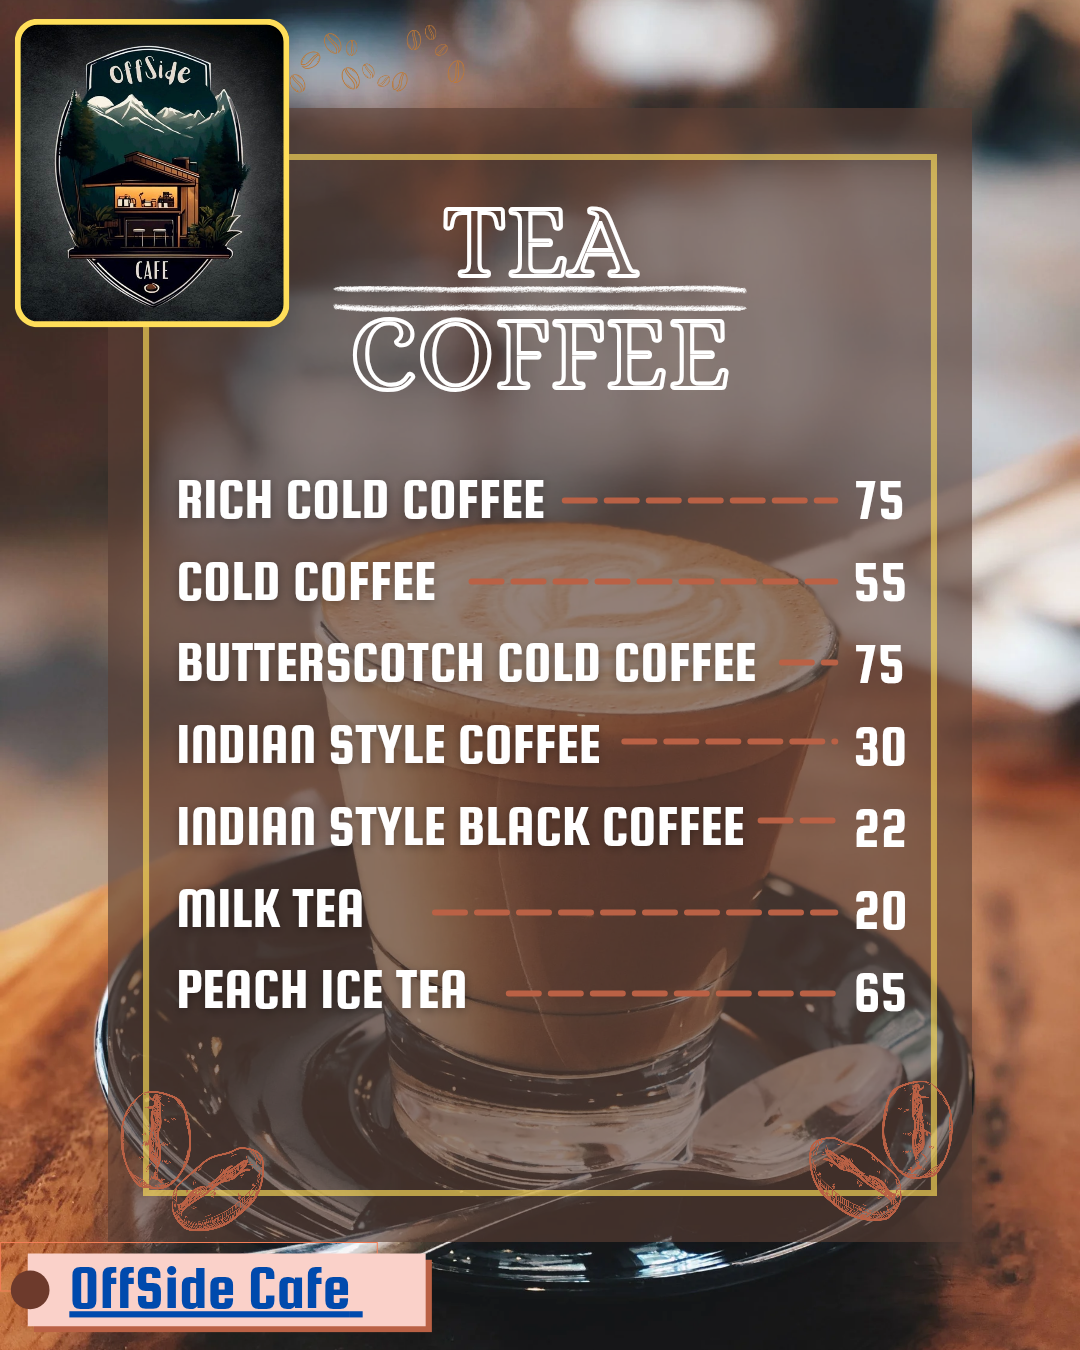 OffSide
CAFE
TEA
COFFEE
RICH COLD COFFEE 75
COLD COFFEE 55
BUTTERSCOTCH COLD COFFEE 75
INDIAN STYLE COFFEE 30
INDIAN STYLE BLACK COFFEE 22
MILK TEA 20
PEACH ICE TEA 65
OffSide Cafe